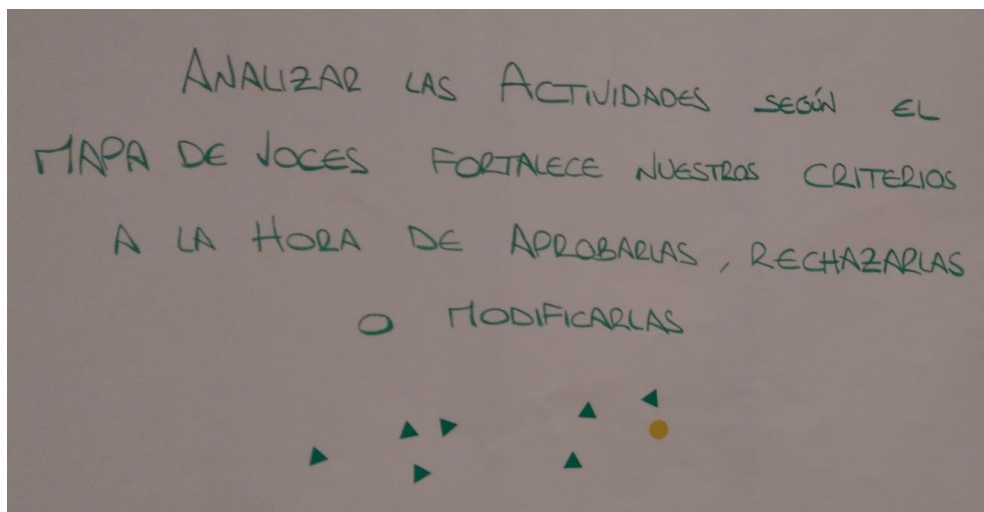 ANALIZAR LAS ACTIVIDADES SEGÚN EL
MAPA DE VOCES FORTALECE NUESTROS CRITERIOS
A LA HORA DE APROBARLAS, RECHAZARLAS
O MODIFICARLAS